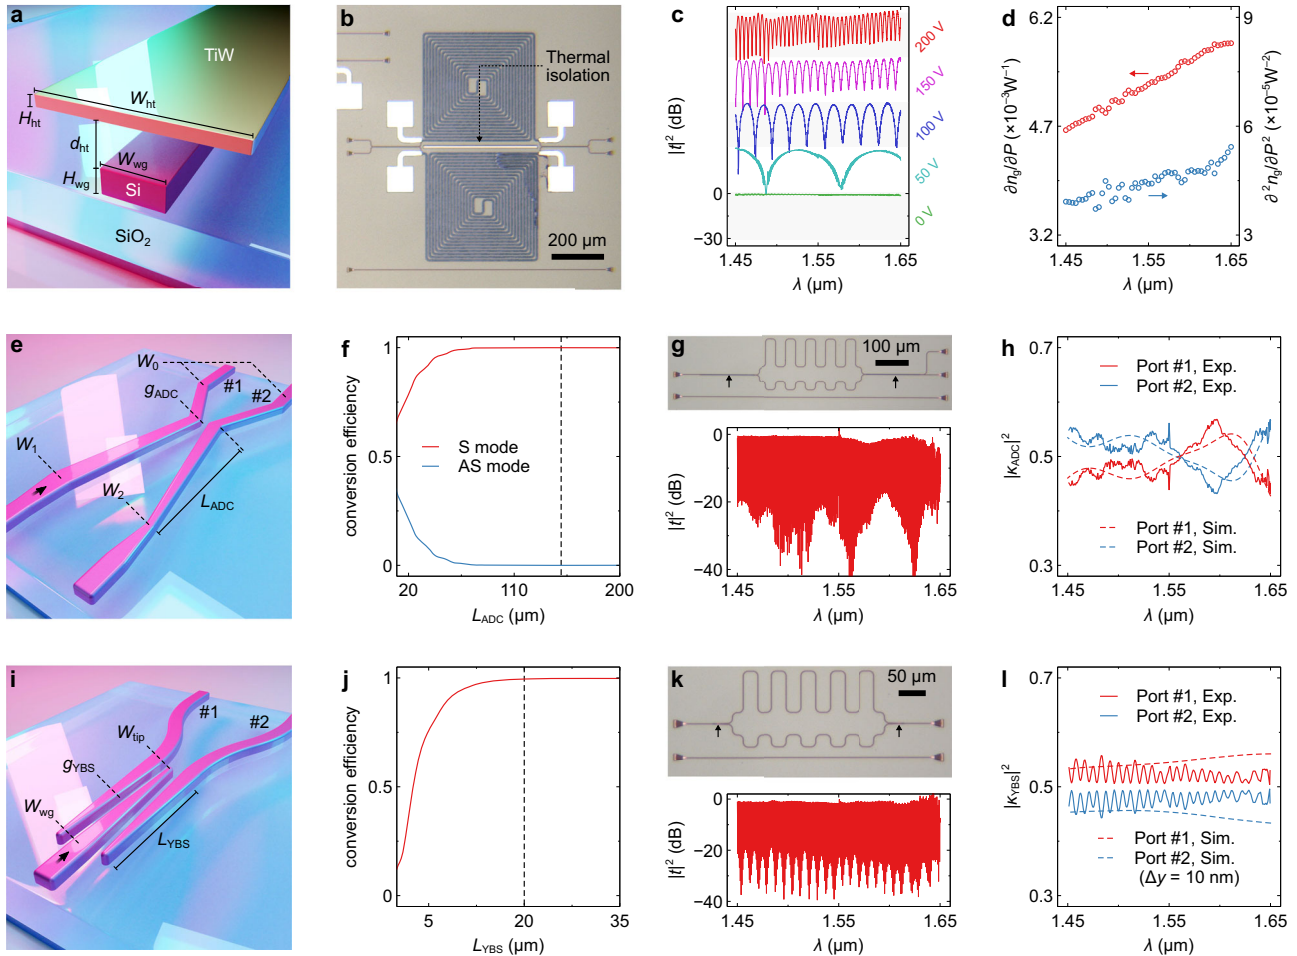 a
TiW
W_ht
H_ht
d_ht
W_wg
H_wg
Si
SiO₂
b
Thermal
isolation
200 µm
c
|t|² (dB)
0
−30
200 V
150 V
100 V
50 V
0 V
1.45
1.55
1.65
λ (µm)
d
∂n_g/∂P (×10⁻³W⁻¹)
6.2
4.7
3.2
9
6
3
∂²n_g/∂P² (×10⁻⁵W⁻²)
1.45
1.55
1.65
λ (µm)
e
W₀
#1
#2
g_ADC
W₁
W₂
L_ADC
f
conversion efficiency
1
0.5
0
S mode
AS mode
20
110
200
L_ADC (µm)
g
100 µm
|t|² (dB)
0
−20
−40
1.45
1.55
1.65
λ (µm)
h
|κ_ADC|²
0.7
0.5
0.3
Port #1, Exp.
Port #2, Exp.
Port #1, Sim.
Port #2, Sim.
1.45
1.55
1.65
λ (µm)
i
#1
#2
W_tip
g_YBS
W_wg
L_YBS
j
conversion efficiency
1
0.5
0
5
20
35
L_YBS (µm)
k
50 µm
|t|² (dB)
0
−20
−40
1.45
1.55
1.65
λ (µm)
l
|κ_YBS|²
0.7
0.5
0.3
Port #1, Exp.
Port #2, Exp.
Port #1, Sim.
Port #2, Sim.
(Δy = 10 nm)
1.45
1.55
1.65
λ (µm)